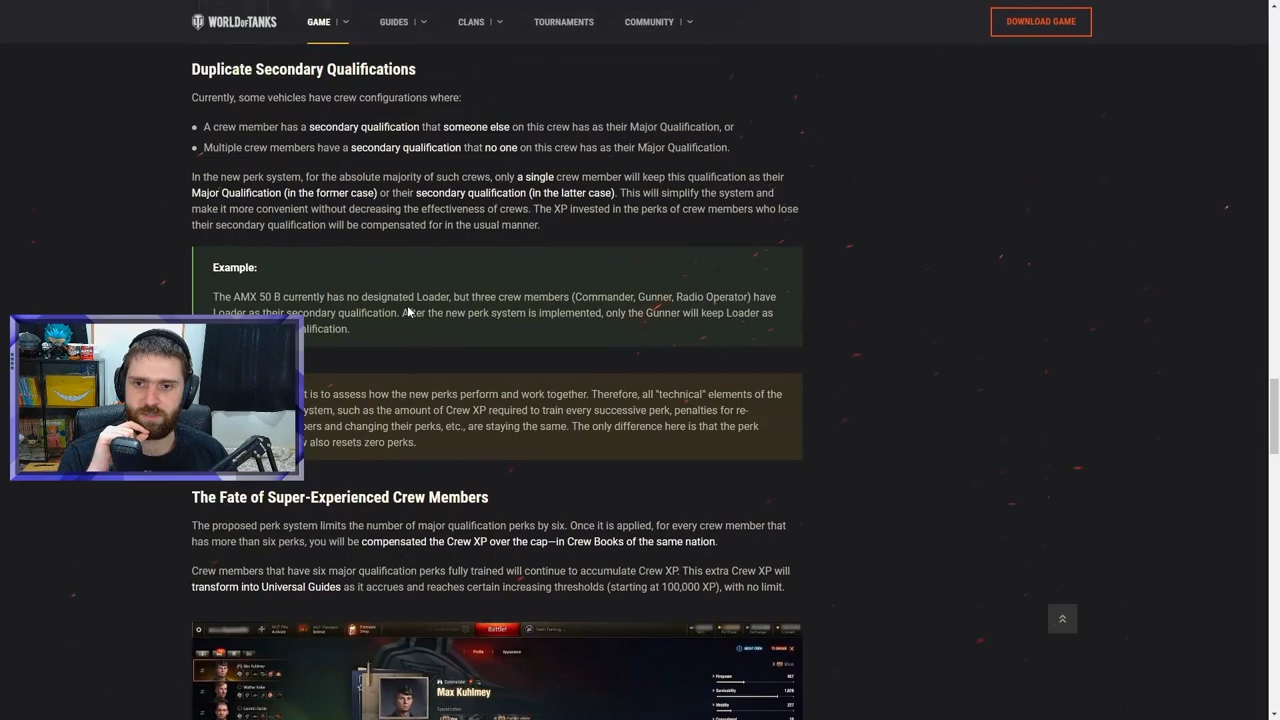 WORLD OF TANKS GAME GUIDES CLANS TOURNAMENTS COMMUNITY DOWNLOAD GAME
Duplicate Secondary Qualifications
Currently, some vehicles have crew configurations where:
A crew member has a secondary qualification that someone else on this crew has as their Major Qualification, or
Multiple crew members have a secondary qualification that no one on this crew has as their Major Qualification.
In the new perk system, for the absolute majority of such crews, only a single crew member will keep this qualification as their
Major Qualification (in the former case) or their secondary qualification (in the latter case). This will simplify the system and
make it more convenient without decreasing the effectiveness of crews. The XP invested in the perks of crew members who lose
their secondary qualification will be compensated for in the usual manner.
Example:
The AMX 50 B currently has no designated Loader, but three crew members (Commander, Gunner, Radio Operator) have
Loader as their secondary qualification. After the new perk system is implemented, only the Gunner will keep Loader as
alification.
t is to assess how the new perks perform and work together. Therefore, all "technical" elements of the
ystem, such as the amount of Crew XP required to train every successive perk, penalties for re-
bers and changing their perks, etc., are staying the same. The only difference here is that the perk
also resets zero perks.
The Fate of Super-Experienced Crew Members
The proposed perk system limits the number of major qualification perks by six. Once it is applied, for every crew member that
has more than six perks, you will be compensated the Crew XP over the cap—in Crew Books of the same nation.
Crew members that have six major qualification perks fully trained will continue to accumulate Crew XP. This extra Crew XP will
transform into Universal Guides as it accrues and reaches certain increasing thresholds (starting at 100,000 XP), with no limit.
Battle!
Max Kuhlmey